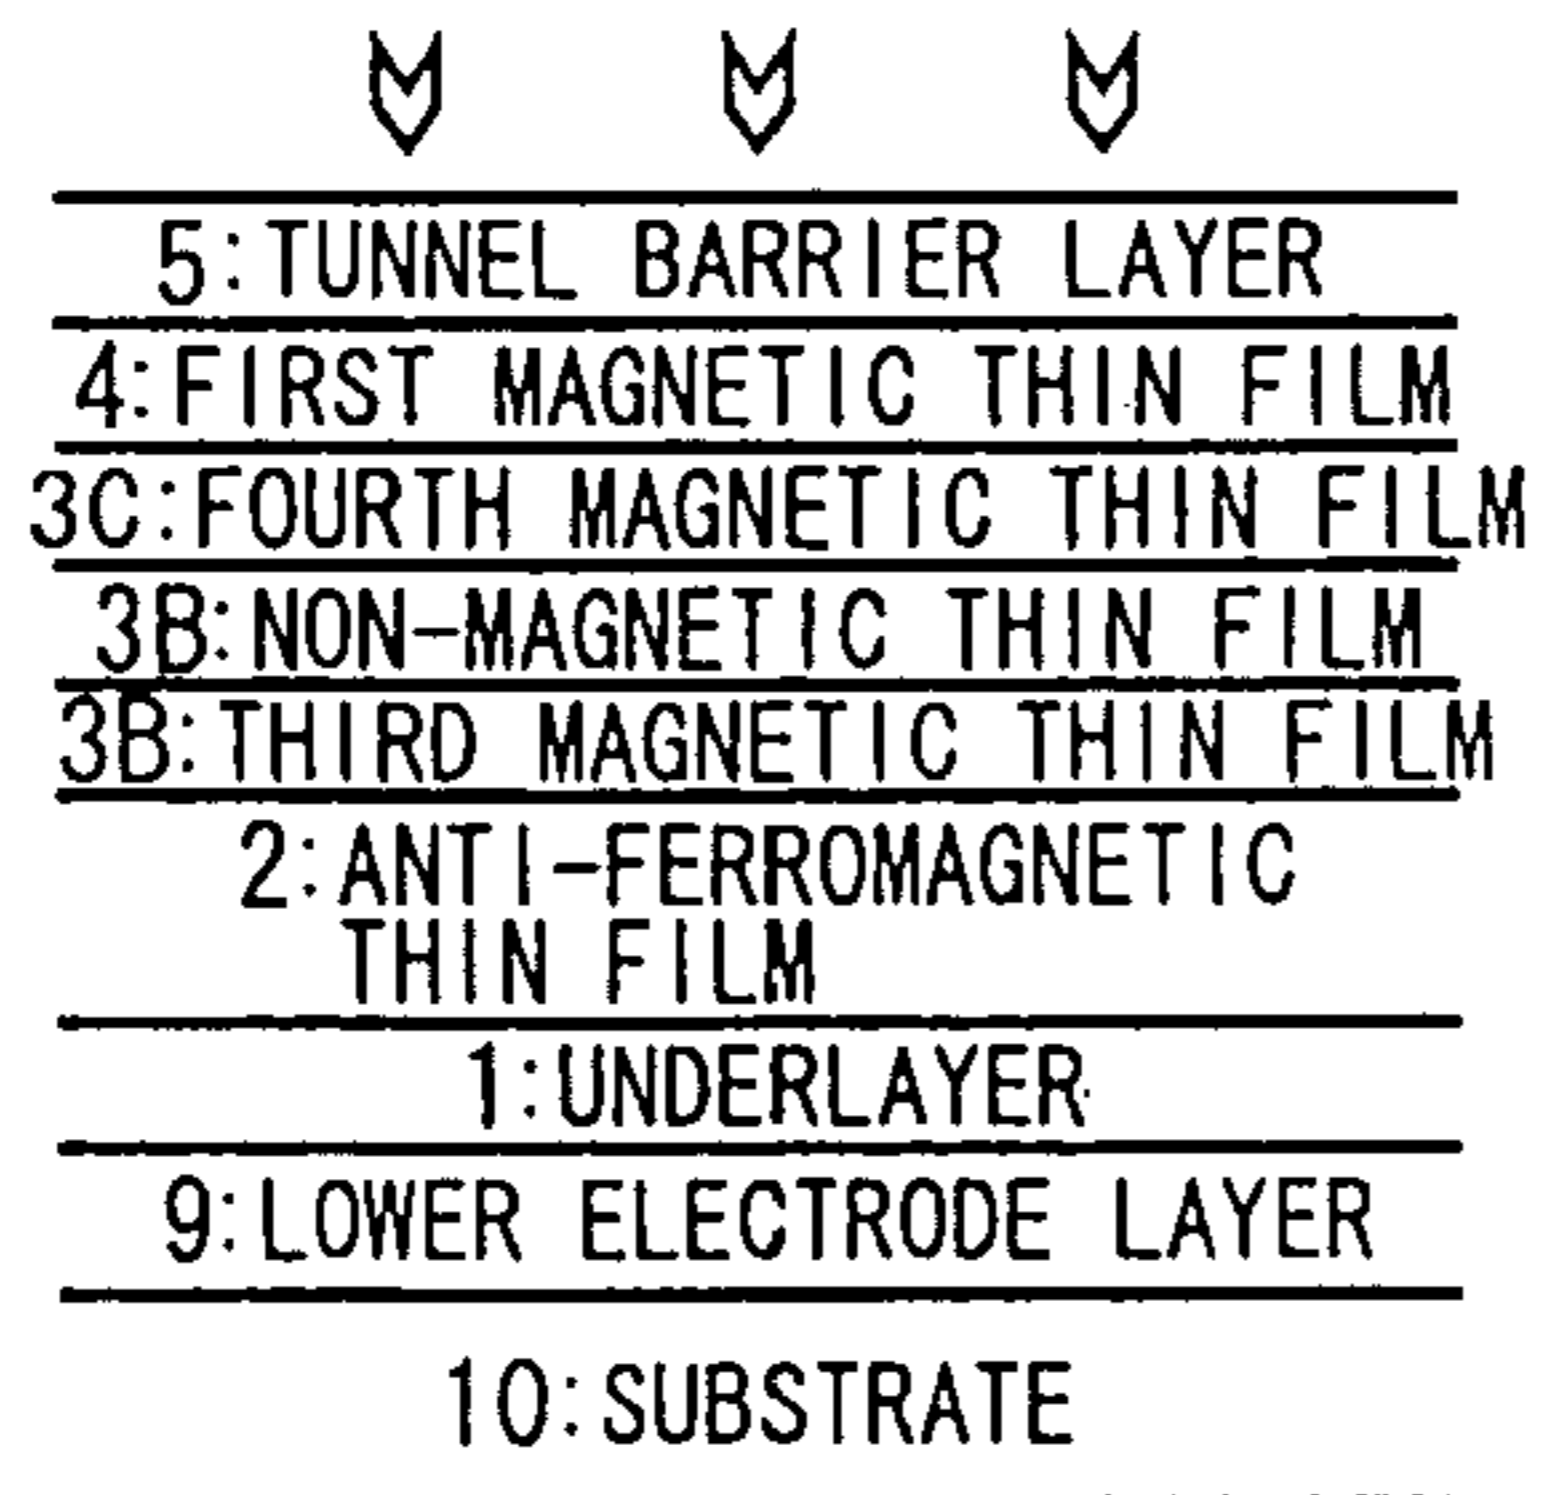 5:TUNNEL BARRIER LAYER
4:FIRST MAGNETIC THIN FILM
3C:FOURTH MAGNETIC THIN FILM
3B:NON-MAGNETIC THIN FILM
3B:THIRD MAGNETIC THIN FILM
2:ANTI-FERROMAGNETIC
THIN FILM
1:UNDERLAYER
9:LOWER ELECTRODE LAYER
10:SUBSTRATE